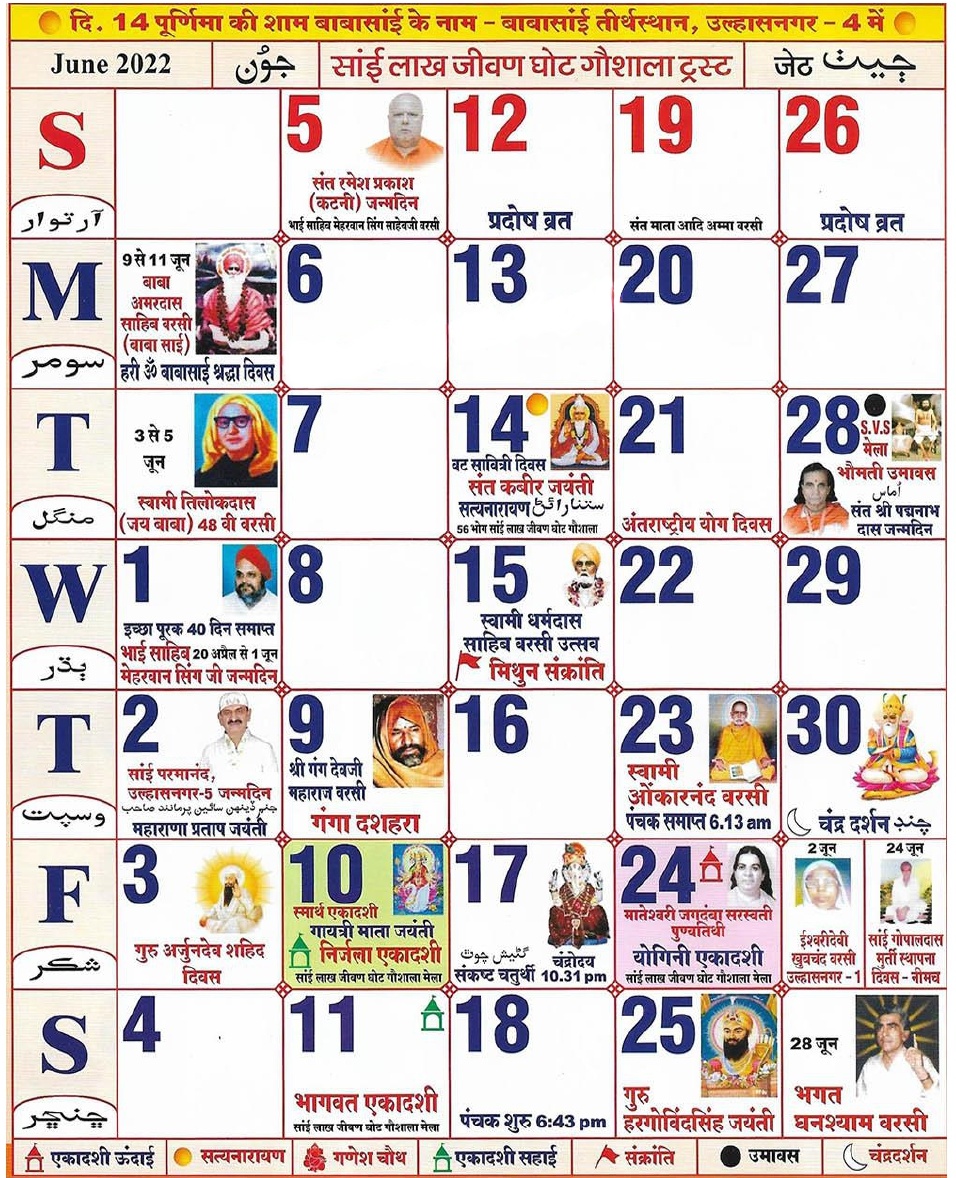 दि. 14 पूर्णिमा की शाम बाबासांई के नाम - बाबासांई तीर्थस्थान, उल्हासनगर - 4 में
June 2022 جُوُن सांई लाख जीवण घोट गौशाला ट्रस्ट जेठ ڄيٺ
S
آرتوار
5
संत रमेश प्रकाश
(कटनी) जन्मदिन
भाई साहिब मेहरवान सिंग साहेबजी वरसी
12
प्रदोष व्रत
19
संत माता आदि अम्मा वरसी
26
प्रदोष व्रत
M
سومر
9 से 11 जून
बाबा
अमरदास
साहिब वरसी
(बाबा साई)
हरी ॐ बाबासाई श्रद्धा दिवस
6
13
20
27
T
منگل
3 से 5
जून
स्वामी तिलोकदास
(जय बाबा) 48 वी वरसी
7
14
वट सावित्री दिवस
संत कबीर जयंती
सत्यनारायण
56 भोग सांई लाख जीवण घोट गौशाला
21
अंतराष्ट्रीय योग दिवस
28
S.V.S
मेला
भौमती उमावस
اُماس
संत श्री पद्मनाभ
दास जन्मदिन
W
ٻڌر
1
इच्छा पूरक 40 दिन समाप्त
भाई साहिब 20 अप्रैल से 1 जून
मेहरवान सिंग जी जन्मदिन
8
15
स्वामी धर्मदास
साहिब वरसी उत्सव
मिथुन संक्रांति
22
29
T
وسپت
2
सांई परमानंद,
उल्हासनगर-5 जन्मदिन
جنم ڏينهن سائين پرمانند صاحب
महाराणा प्रताप जयंती
9
श्री गंग देवजी
महाराज वरसी
गंगा दशहरा
16
23
स्वामी
ओंकारनंद वरसी
पंचक समाप्त 6.13 am
30
चंद्र दर्शन چنڊ
F
شڪر
3
गुरु अर्जुनदेव शहिद
दिवस
10
स्मार्थ एकादशी
गायत्री माता जयंती
निर्जला एकादशी
सांई लाख जीवण घोट गौशाला मेला
17
گڻيش چوٿ
संकष्ट चतुर्थी
चंद्रोदय
10.31 pm
24
मातेश्वरी जगदंबा सरस्वती
पुण्यतिथी
योगिनी एकादशी
सांई लाख जीवण घोट गौशाला मेला
2 जून
ईश्वरीदेवी
खुबचंद वरसी
उल्हासनगर - 1
24 जून
सांई गोपालदास
मुर्ती स्थापना
दिवस - नीमच
S
ڇنڇر
4
11
भागवत एकादशी
सांई लाख जीवण घोट गौशाला मेला
18
पंचक शुरु 6:43 pm
25
गुरु
हरगोविंदसिंह जयंती
28 जून
भगत
घनश्याम वरसी
एकादशी ऊंदाई सत्यनारायण गणेश चौथ एकादशी सहाई संक्रांति उमावस चंद्रदर्शन